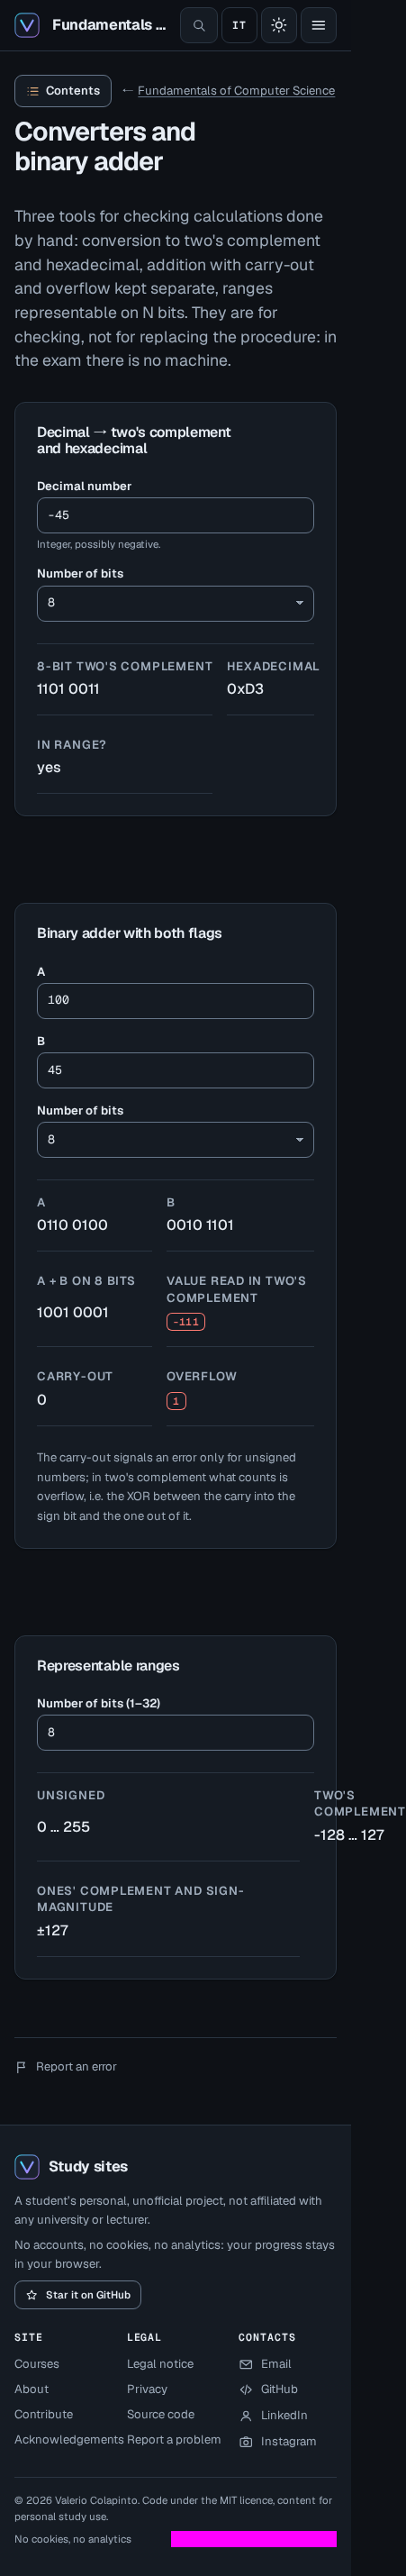 Fundamentals ...
IT
Contents
← Fundamentals of Computer Science
Converters and
binary adder
Three tools for checking calculations done
by hand: conversion to two's complement
and hexadecimal, addition with carry-out
and overflow kept separate, ranges
representable on N bits. They are for
checking, not for replacing the procedure: in
the exam there is no machine.
Decimal → two's complement
and hexadecimal
Decimal number
-45
Integer, possibly negative.
Number of bits
8
8-BIT TWO'S COMPLEMENT HEXADECIMAL
1101 0011 0xD3
IN RANGE?
yes
Binary adder with both flags
A
100
B
45
Number of bits
8
A B
0110 0100 0010 1101
A + B ON 8 BITS VALUE READ IN TWO'S
COMPLEMENT
1001 0001 -111
CARRY-OUT OVERFLOW
0 1
The carry-out signals an error only for unsigned
numbers; in two's complement what counts is
overflow, i.e. the XOR between the carry into the
sign bit and the one out of it.
Representable ranges
Number of bits (1–32)
8
UNSIGNED TWO'S
COMPLEMENT
0 … 255 -128 … 127
ONES' COMPLEMENT AND SIGN-
MAGNITUDE
±127
Report an error
Study sites
A student's personal, unofficial project, not affiliated with
any university or lecturer.
No accounts, no cookies, no analytics: your progress stays
in your browser.
Star it on GitHub
SITE LEGAL CONTACTS
Courses Legal notice Email
About Privacy GitHub
Contribute Source code LinkedIn
Acknowledgements Report a problem Instagram
© 2026 Valerio Colapinto. Code under the MIT licence, content for
personal study use.
No cookies, no analytics